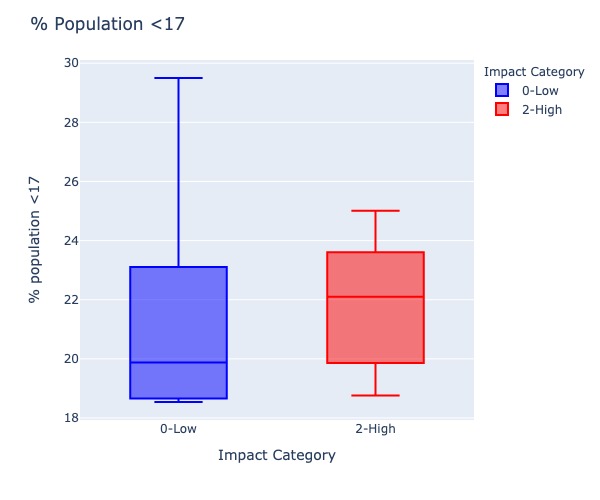 % Population <17
Impact Category
0-Low
2-High
% population <17
30
28
26
24
22
20
18
0-Low
2-High
Impact Category